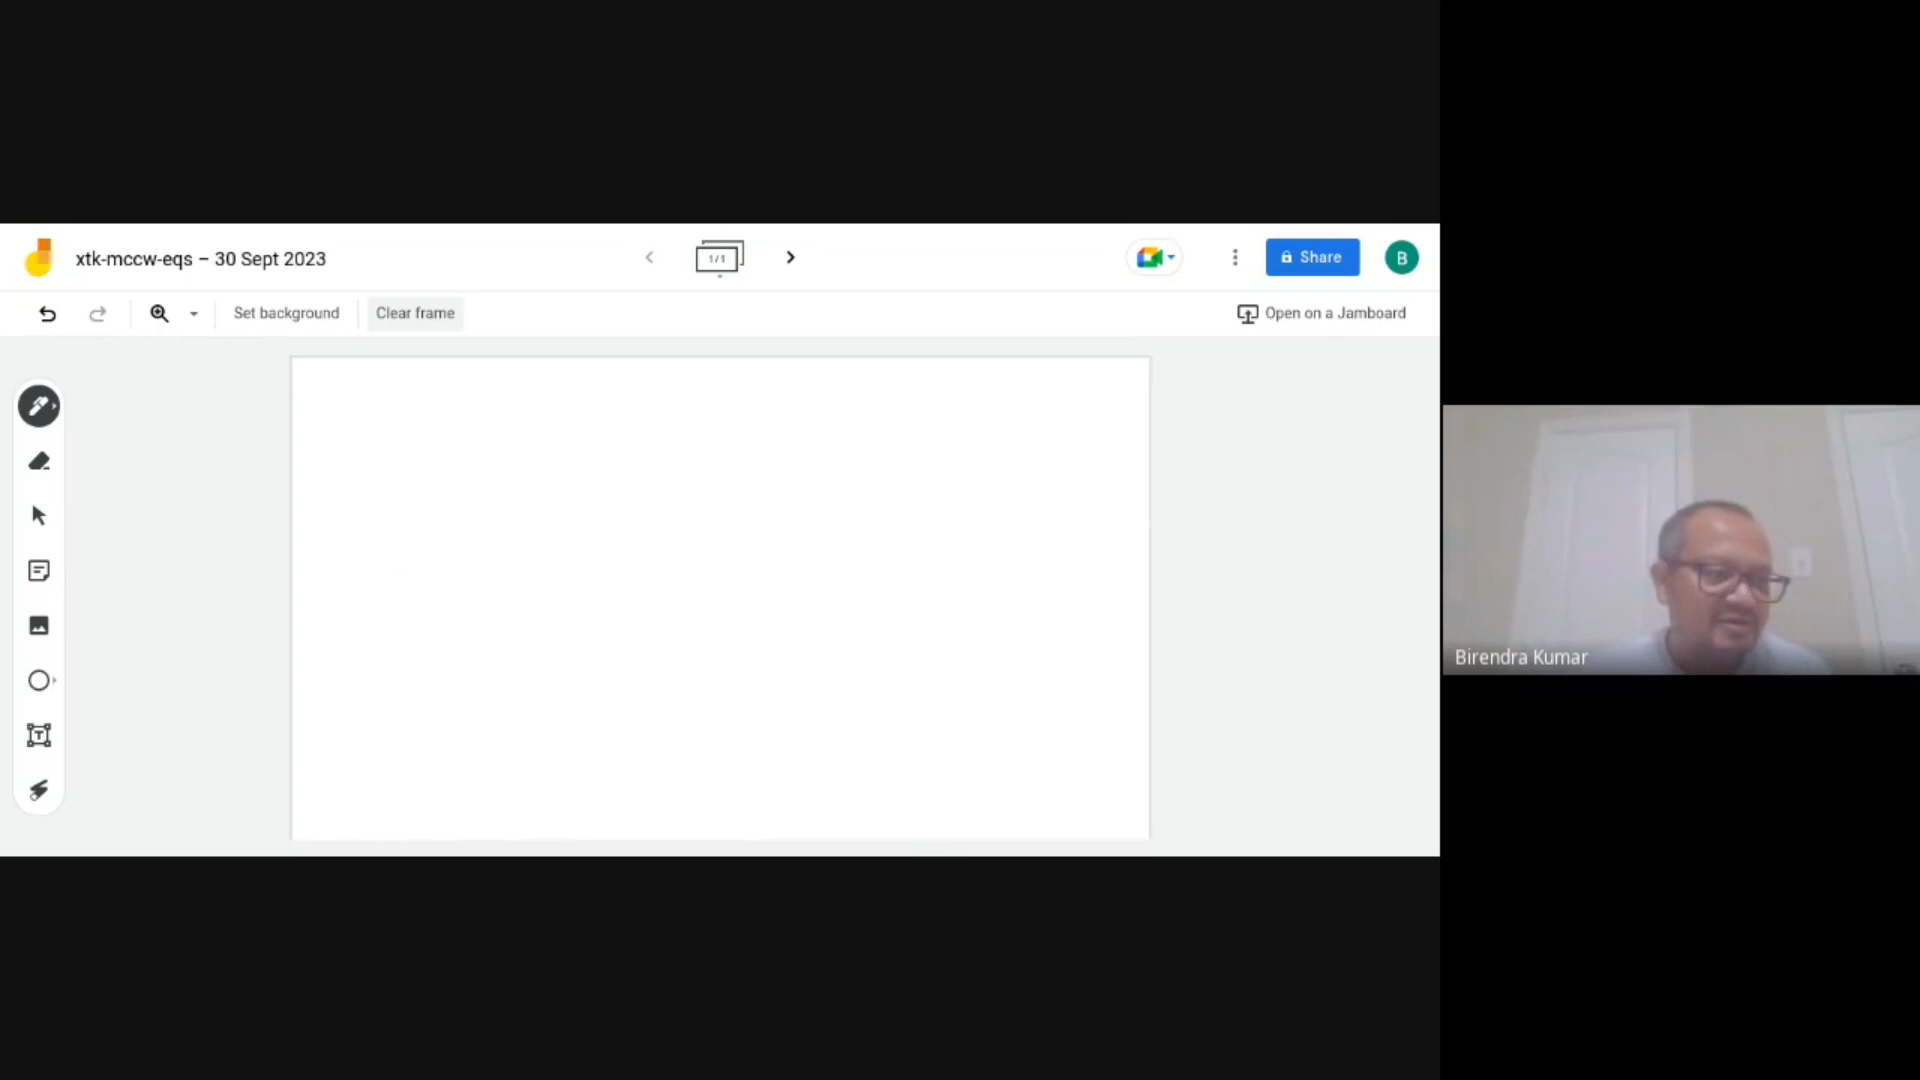 xtk-mccw-eqs – 30 Sept 2023
1/1
Share
B
Set background
Clear frame
Open on a Jamboard
Birendra Kumar